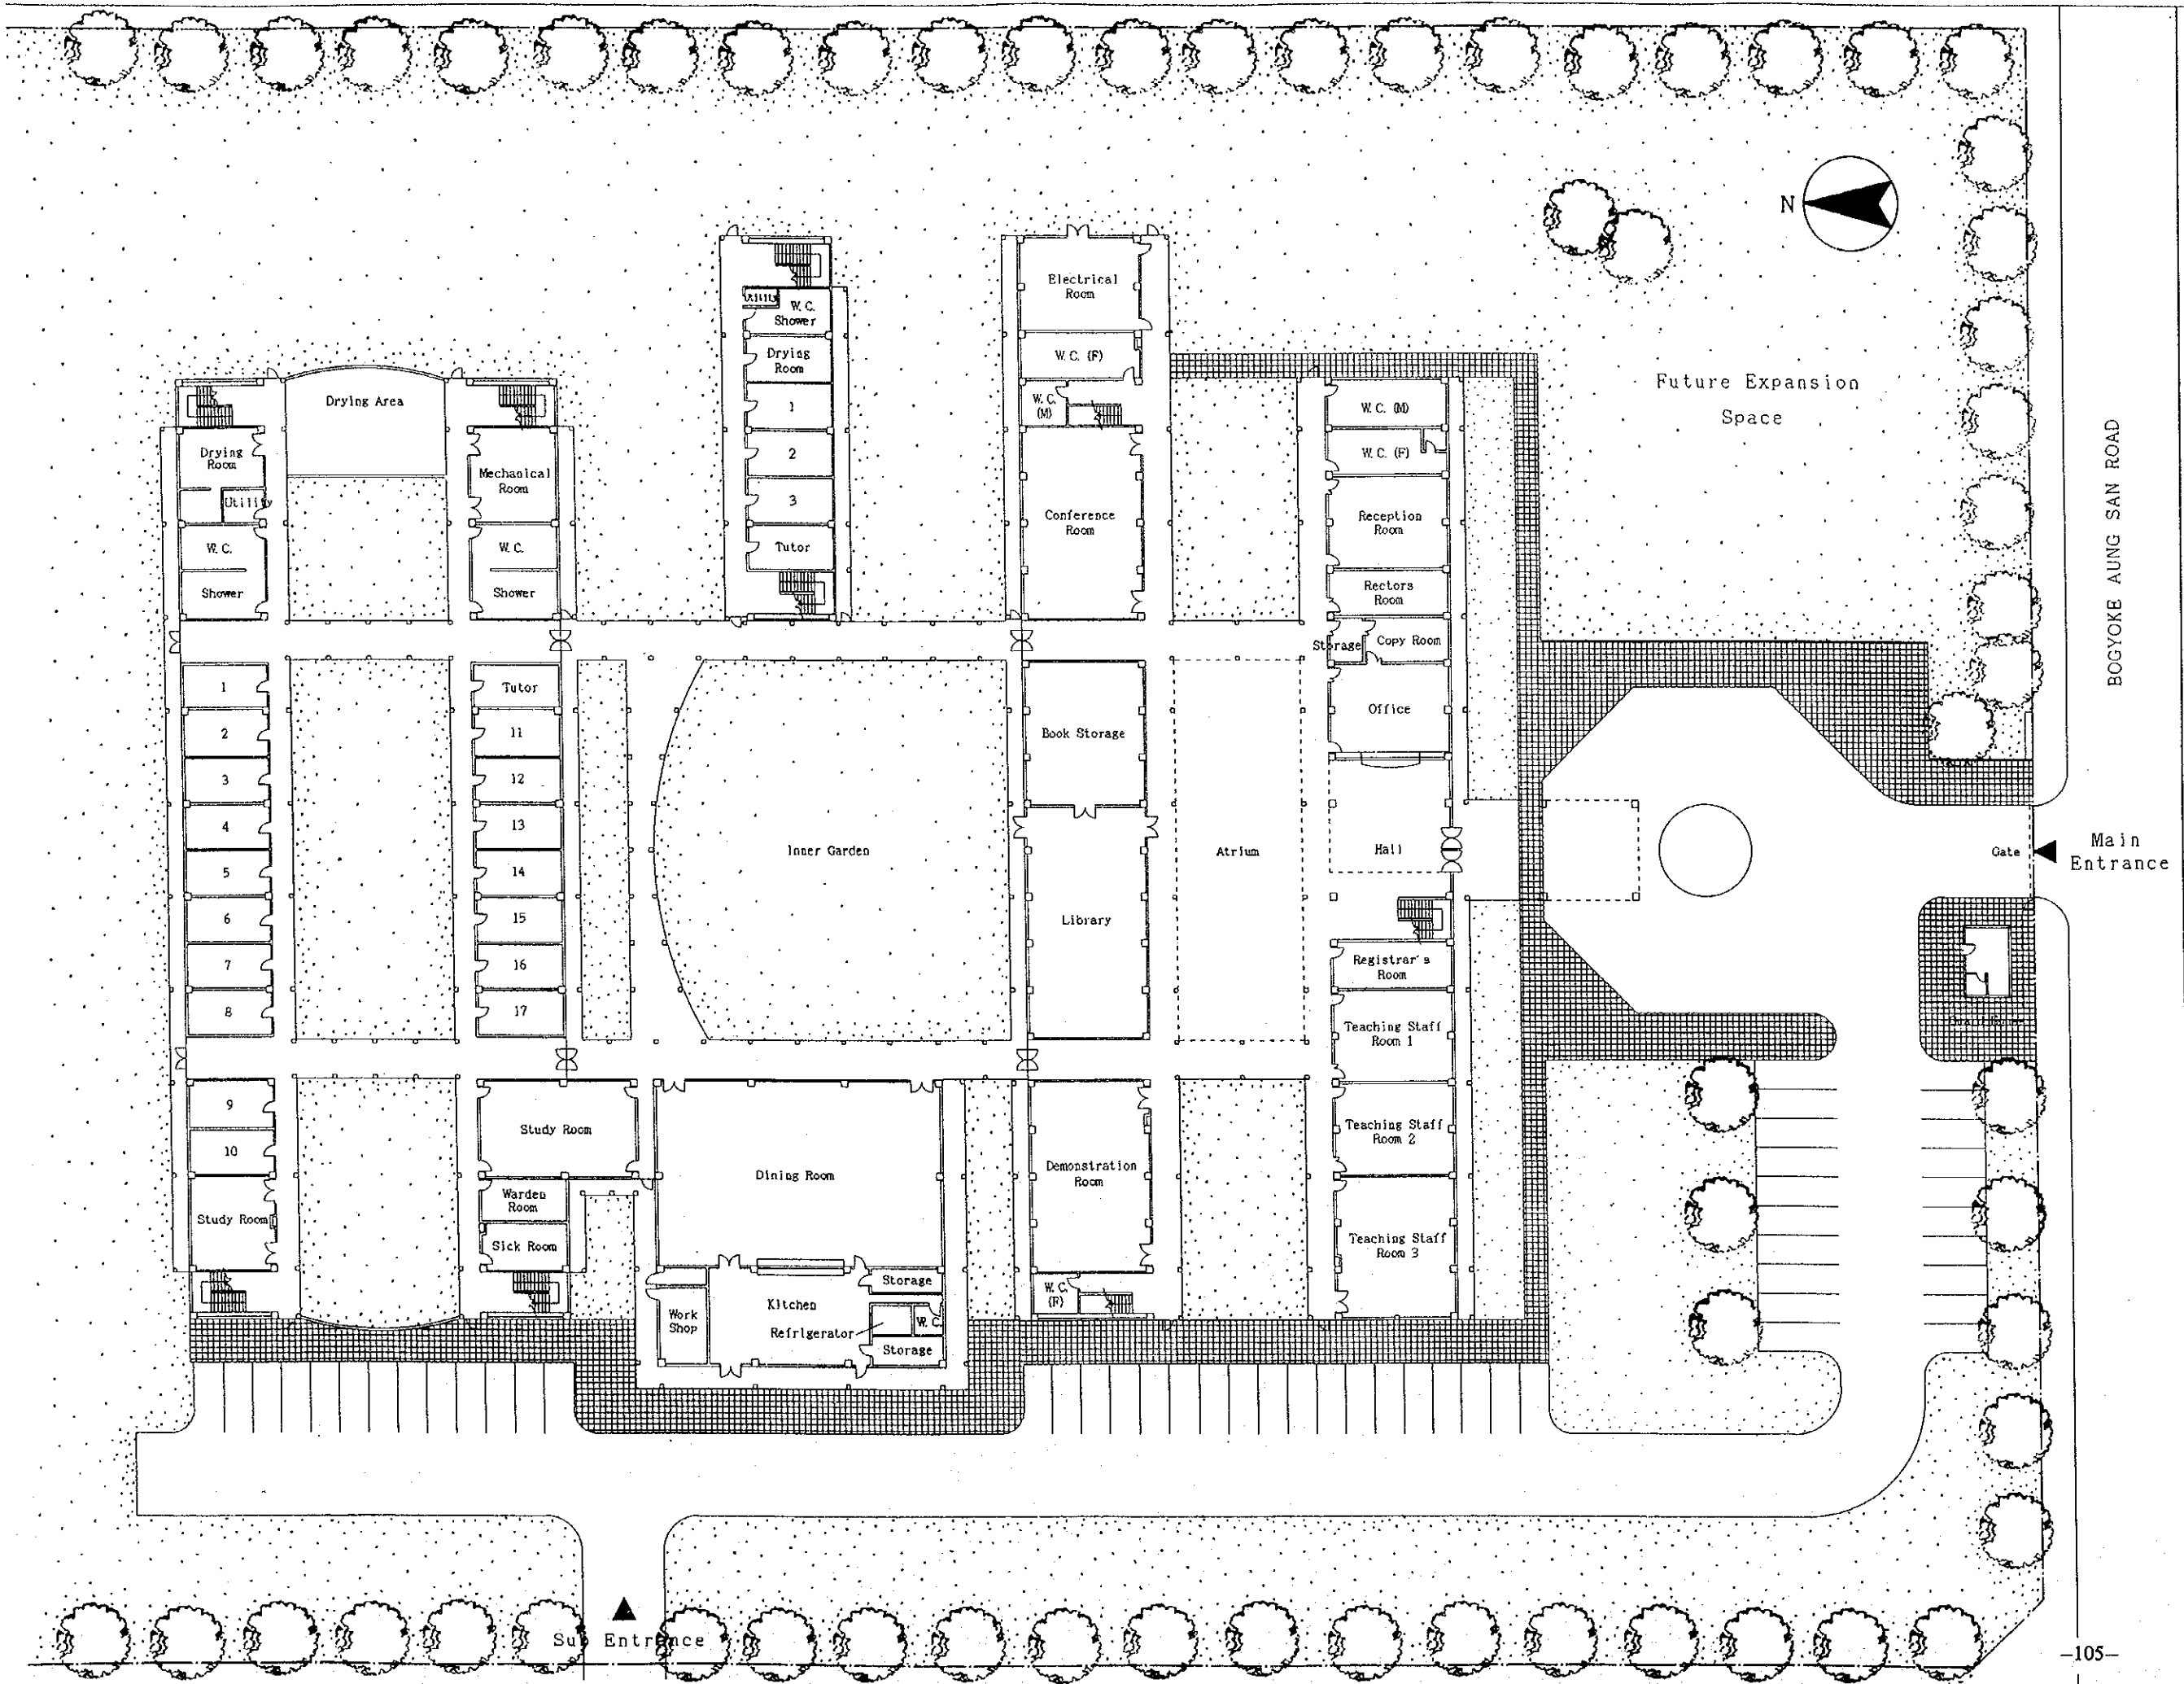 N
Electrical
Room
Utility
W. C.
Shower
Drying
Room
W. C. (F)
Future Expansion
Space
Drying Area
1
W. C.
(M)
W. C. (M)
Drying
Room
Mechanical
Room
2
W. C. (F)
Utility
3
Conference
Room
Reception
Room
W. C.
W. C.
Tutor
Shower
Shower
Rectors
Room
Storage
Copy Room
BOGYOKE AUNG SAN ROAD
1
Tutor
Office
2
11
Book Storage
3
12
4
13
Inner Garden
Atrium
Hall
Gate
Main
Entrance
5
14
6
15
Library
7
16
Registrar's
Room
8
17
Teaching Staff
Room 1
9
Study Room
Teaching Staff
Room 2
10
Dining Room
Demonstration
Room
Warden
Room
Study Room
Sick Room
Teaching Staff
Room 3
Storage
W. C.
(F)
Kitchen
Work
Shop
Refrigerator
W. C.
Storage
Sub Entrance
-105-